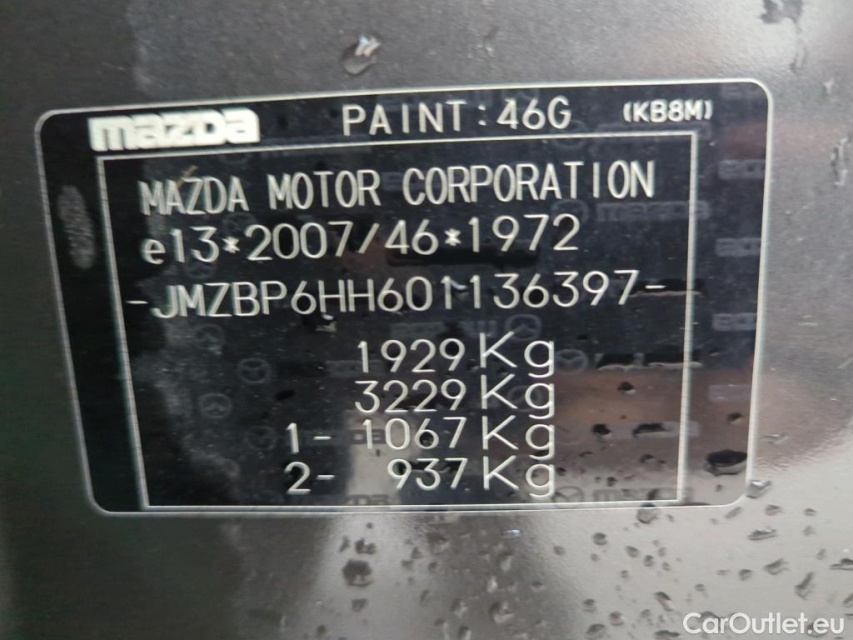 mazda PAINT:46G (KB8M)
MAZDA MOTOR CORPORATION
e13*2007/46*1972
-JMZBP6HH601136397-
1929Kg
3229Kg
1- 1067Kg
2- 937Kg
CarOutlet.eu